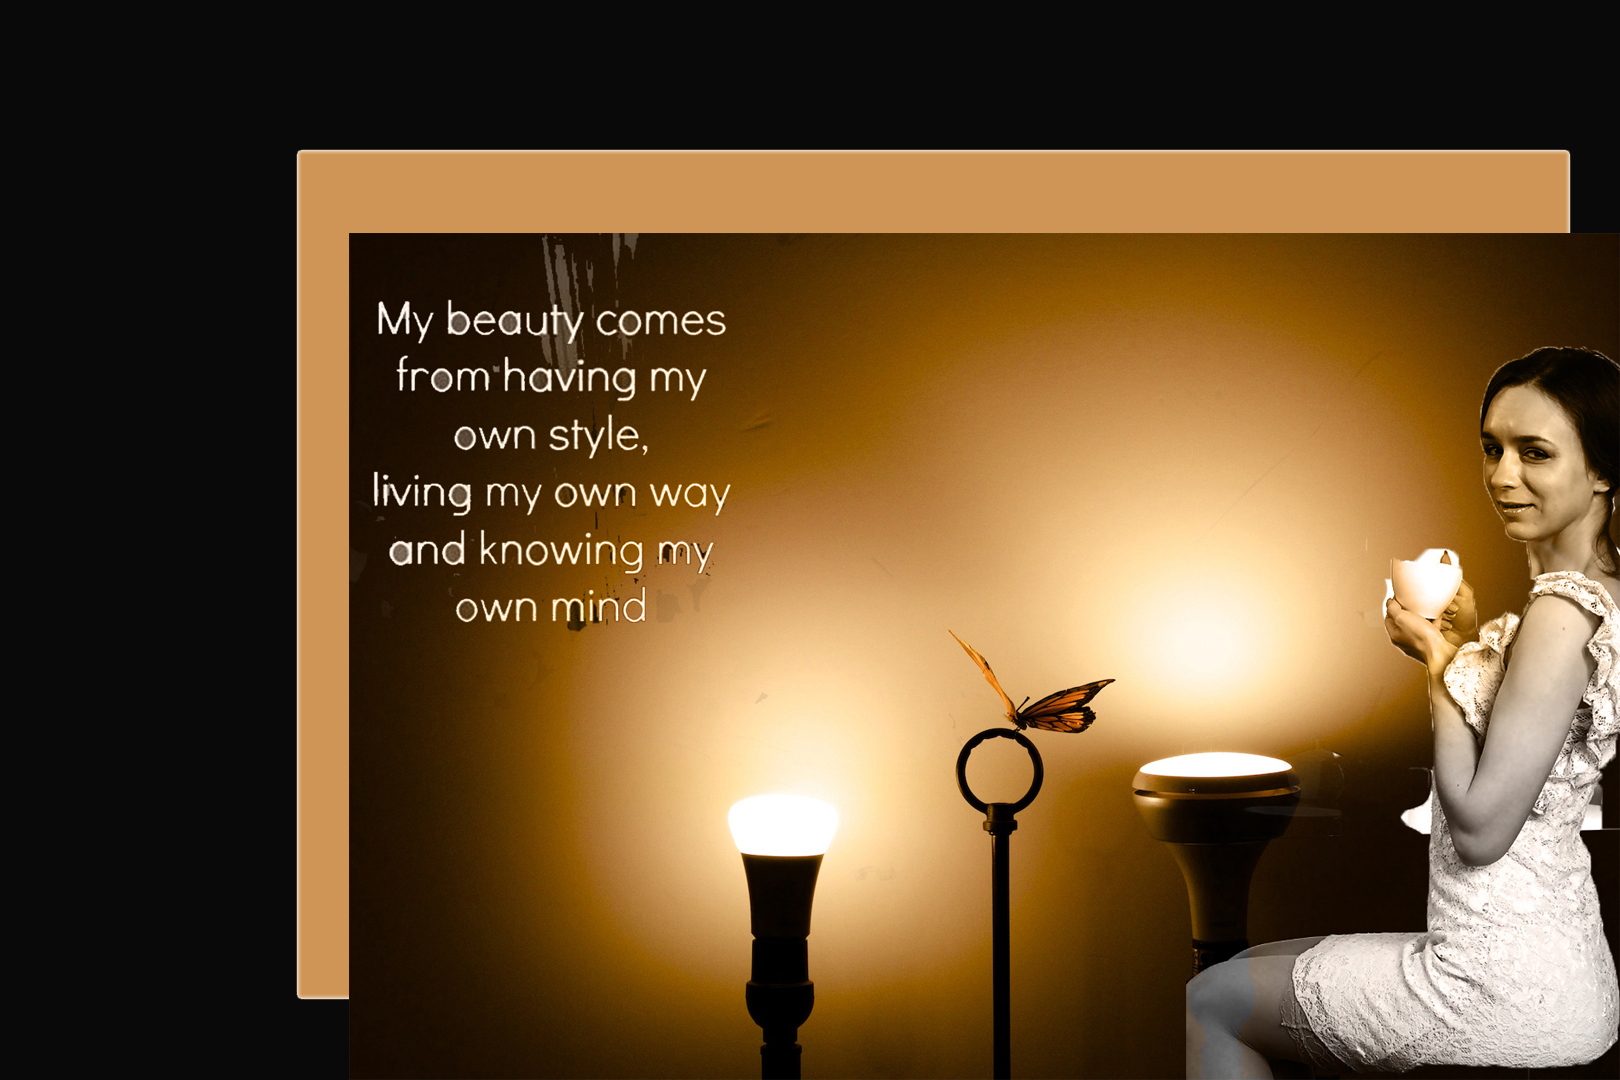 My beauty comes
from having my
own style,
living my own way
and knowing my
own mind